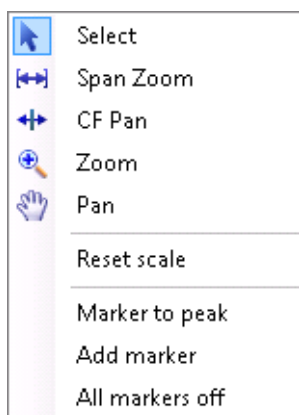 Select
Span Zoom
CF Pan
Zoom
Pan
Reset scale
Marker to peak
Add marker
All markers off